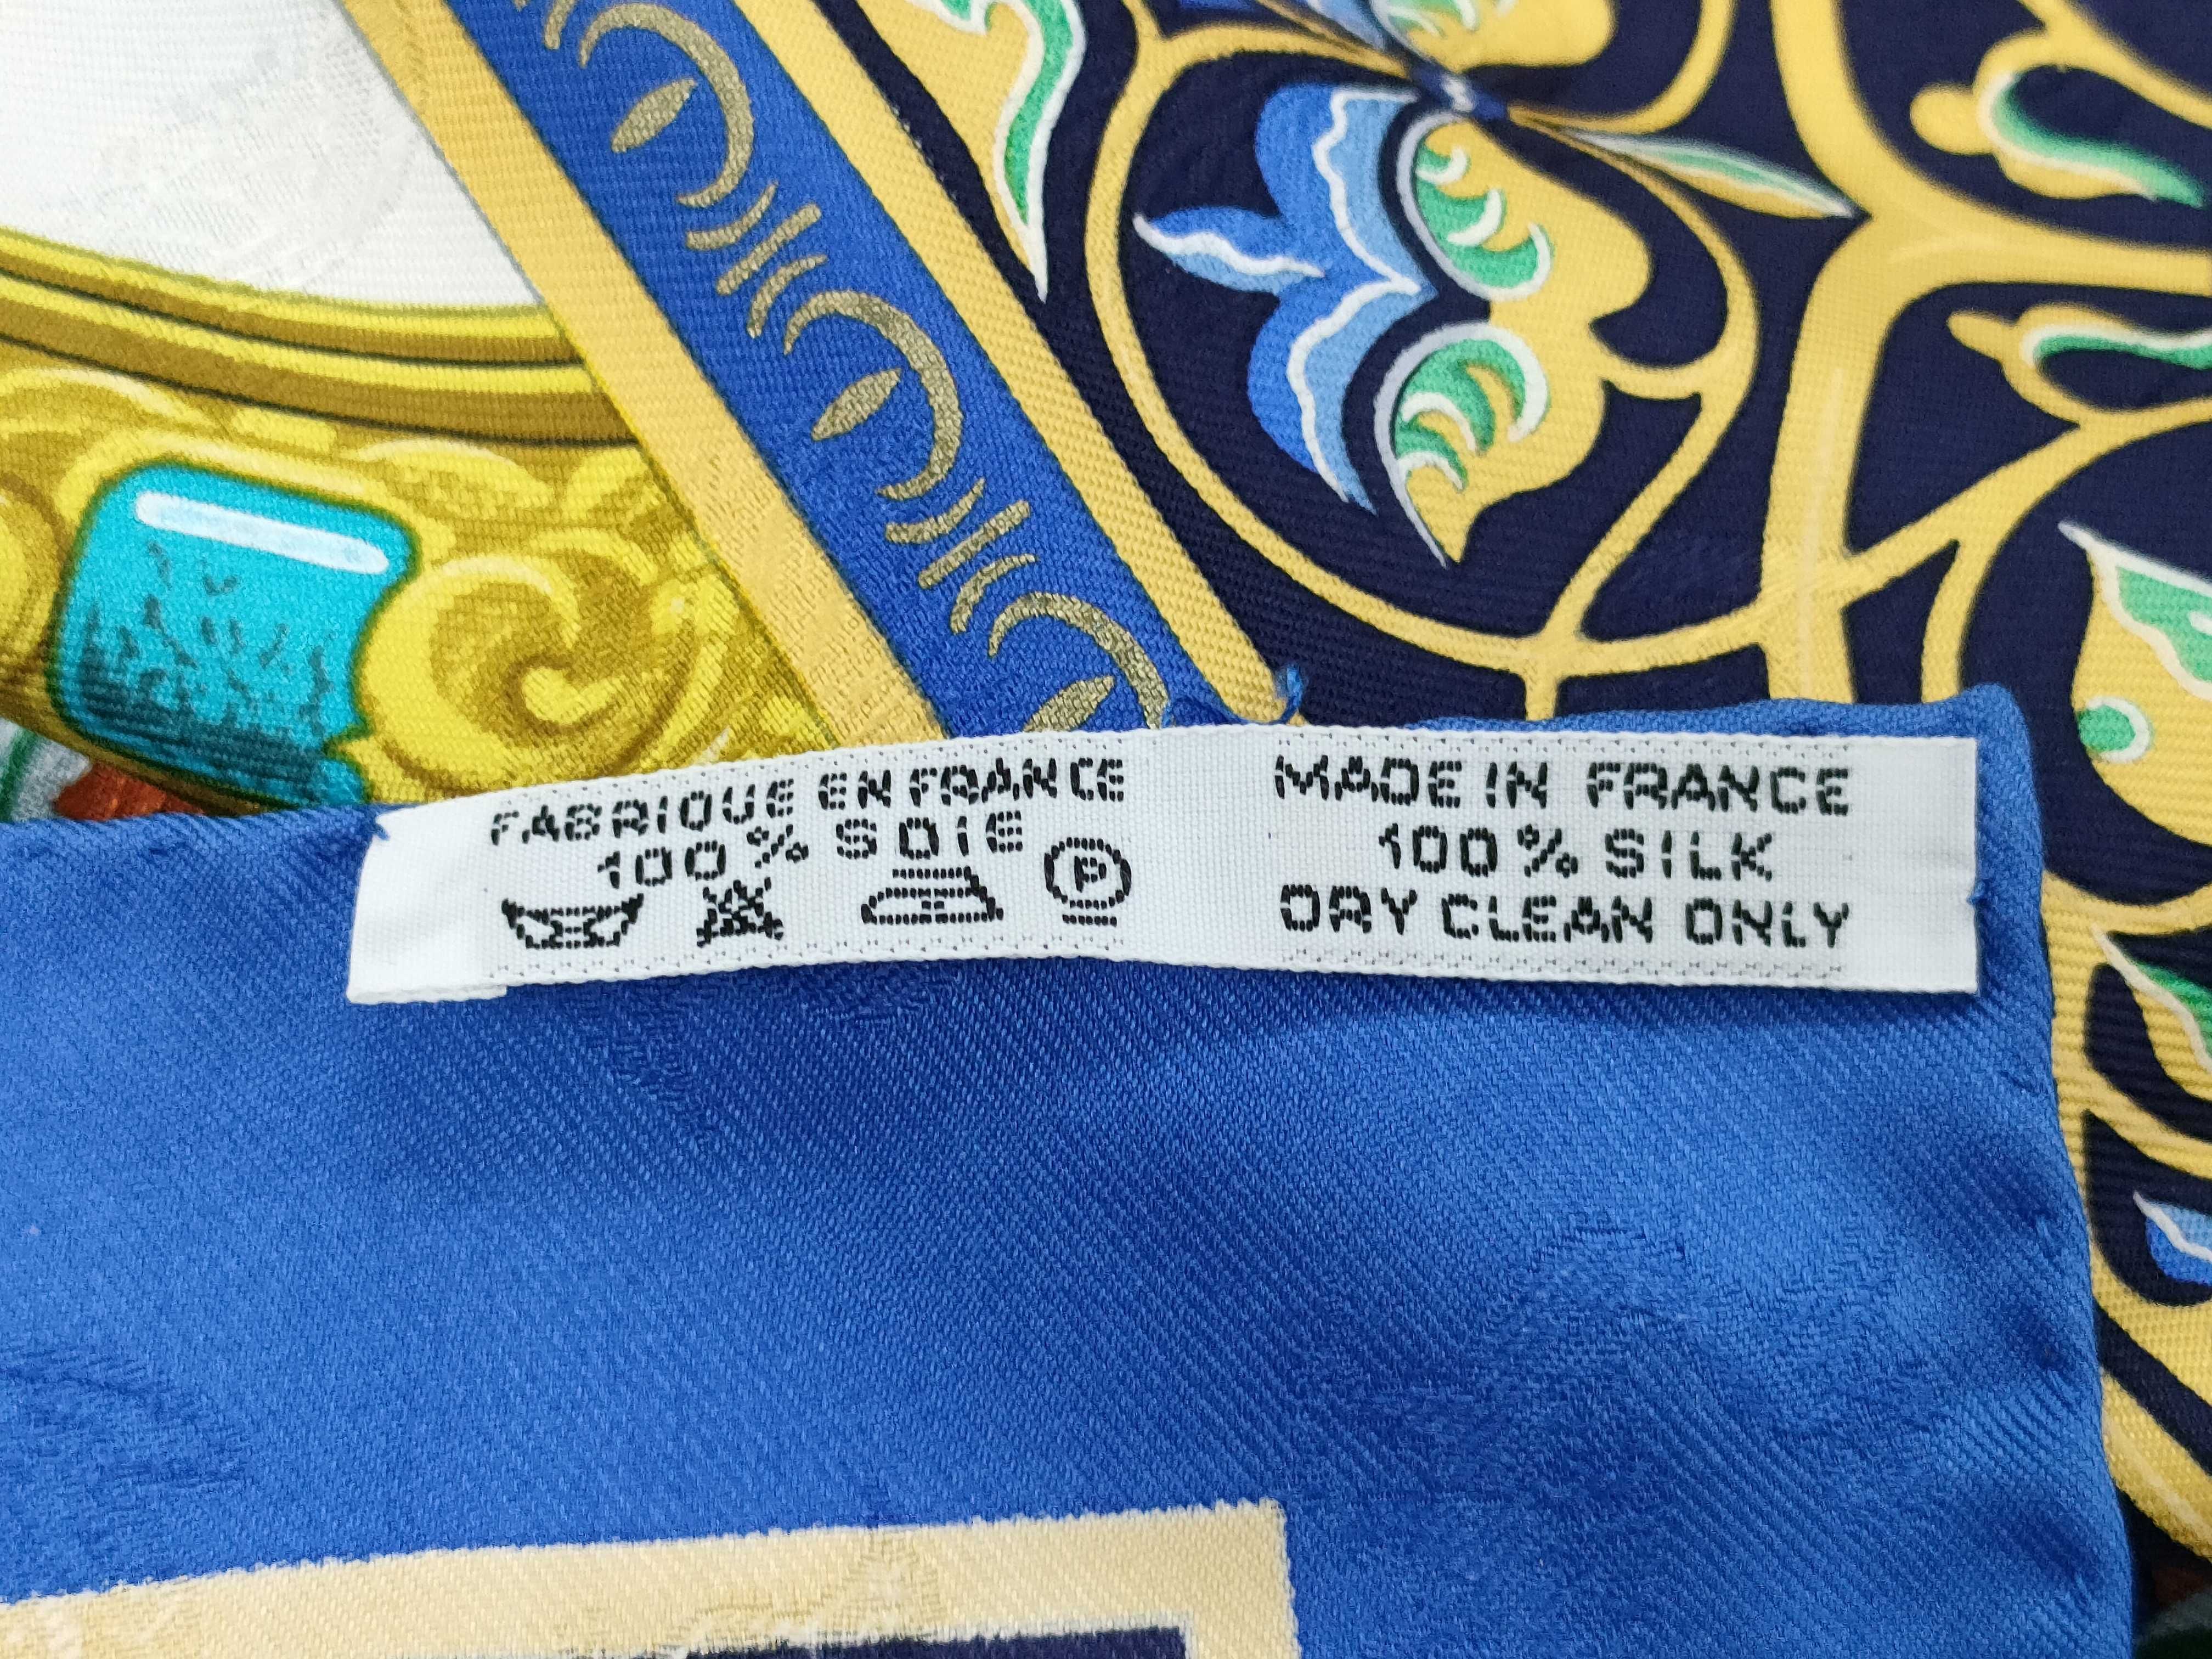 FABRIQUE EN FRANCE
100% SOIE
P
MADE IN FRANCE
100% SILK
DRY CLEAN ONLY